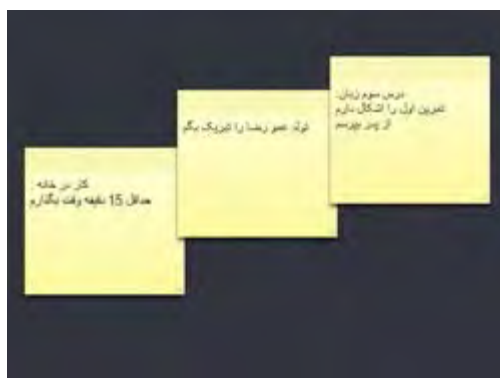 درس سوم زبان:
تمرین اول را اشکال دارم
از پدر بپرسم
تولد عمو رضا را تبریک بگم
کار در خانه :
حداقل 15 دقیقه وقت بگذارم